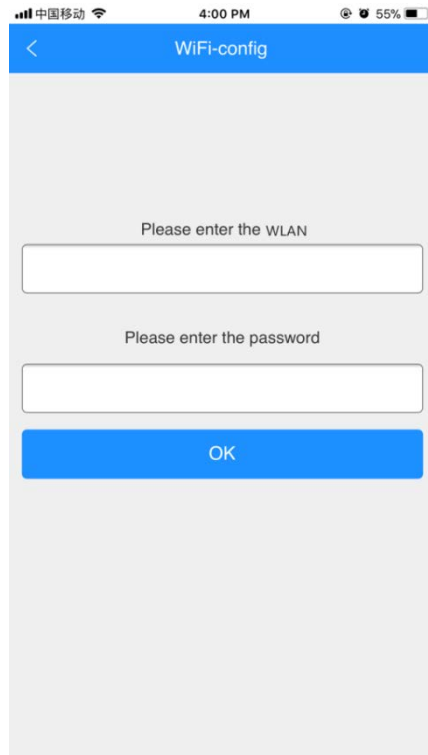 中国移动 4:00 PM 55%
WiFi-config
Please enter the WLAN
Please enter the password
OK